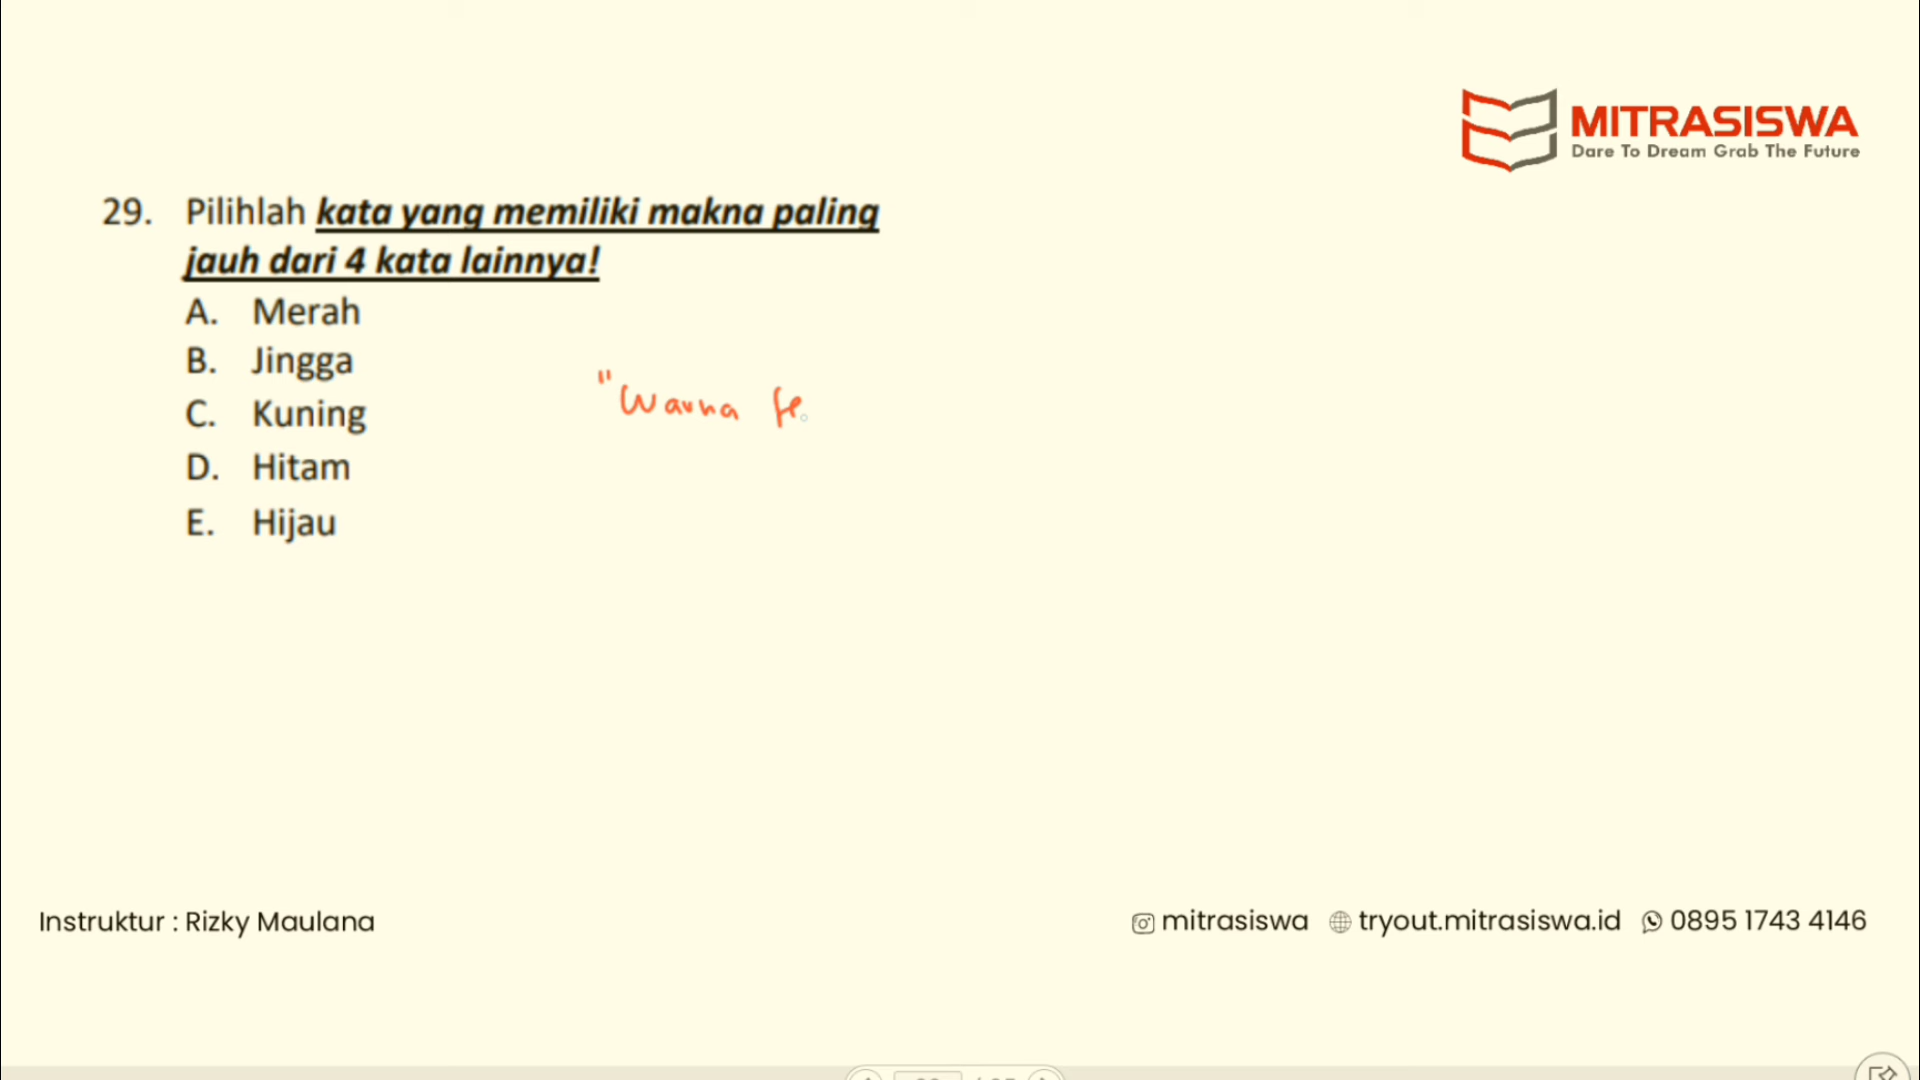 MITRASISWA
Dare To Dream Grab The Future
29. Pilihlah kata yang memiliki makna paling
jauh dari 4 kata lainnya!
A. Merah
B. Jingga
C. Kuning
D. Hitam
E. Hijau
"Warna
Instruktur : Rizky Maulana
mitrasiswa tryout.mitrasiswa.id 0895 1743 4146